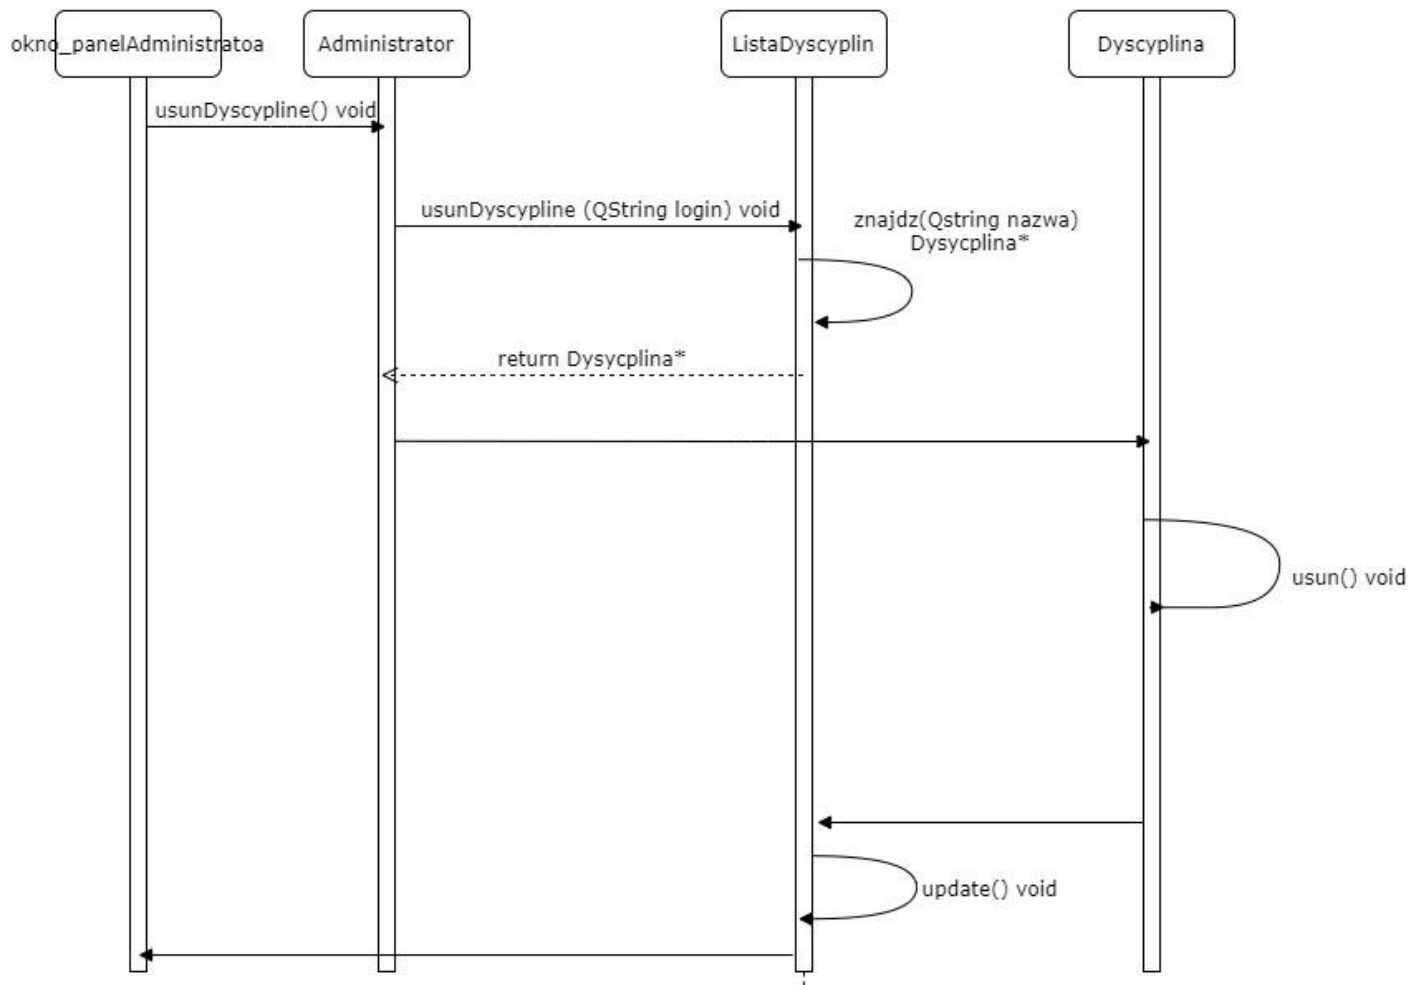 okno_panelAdministratoa
Administrator
ListaDyscyplin
Dyscyplina
usunDyscypline() void
usunDyscypline (QString login) void
znajdz(Qstring nazwa)
Dysycplina*
return Dysycplina*
usun() void
update() void